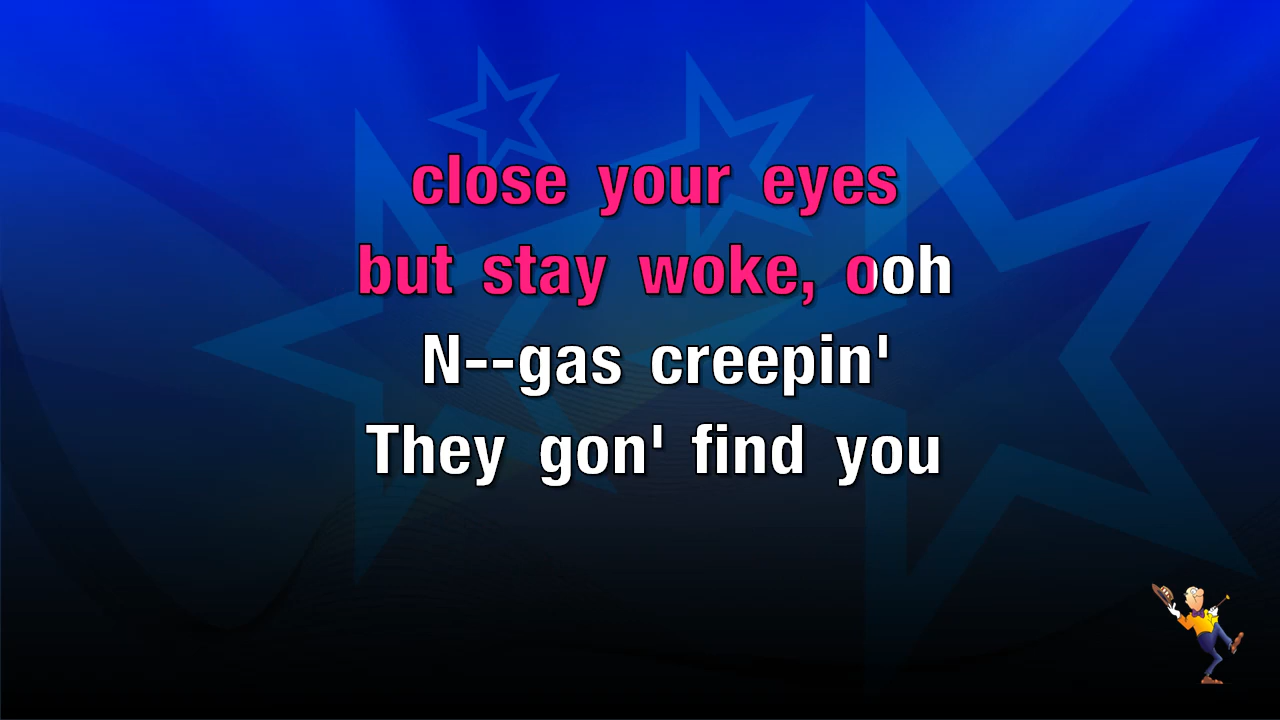 close your eyes
but stay woke, ooh
N--gas creepin'
They gon' find you